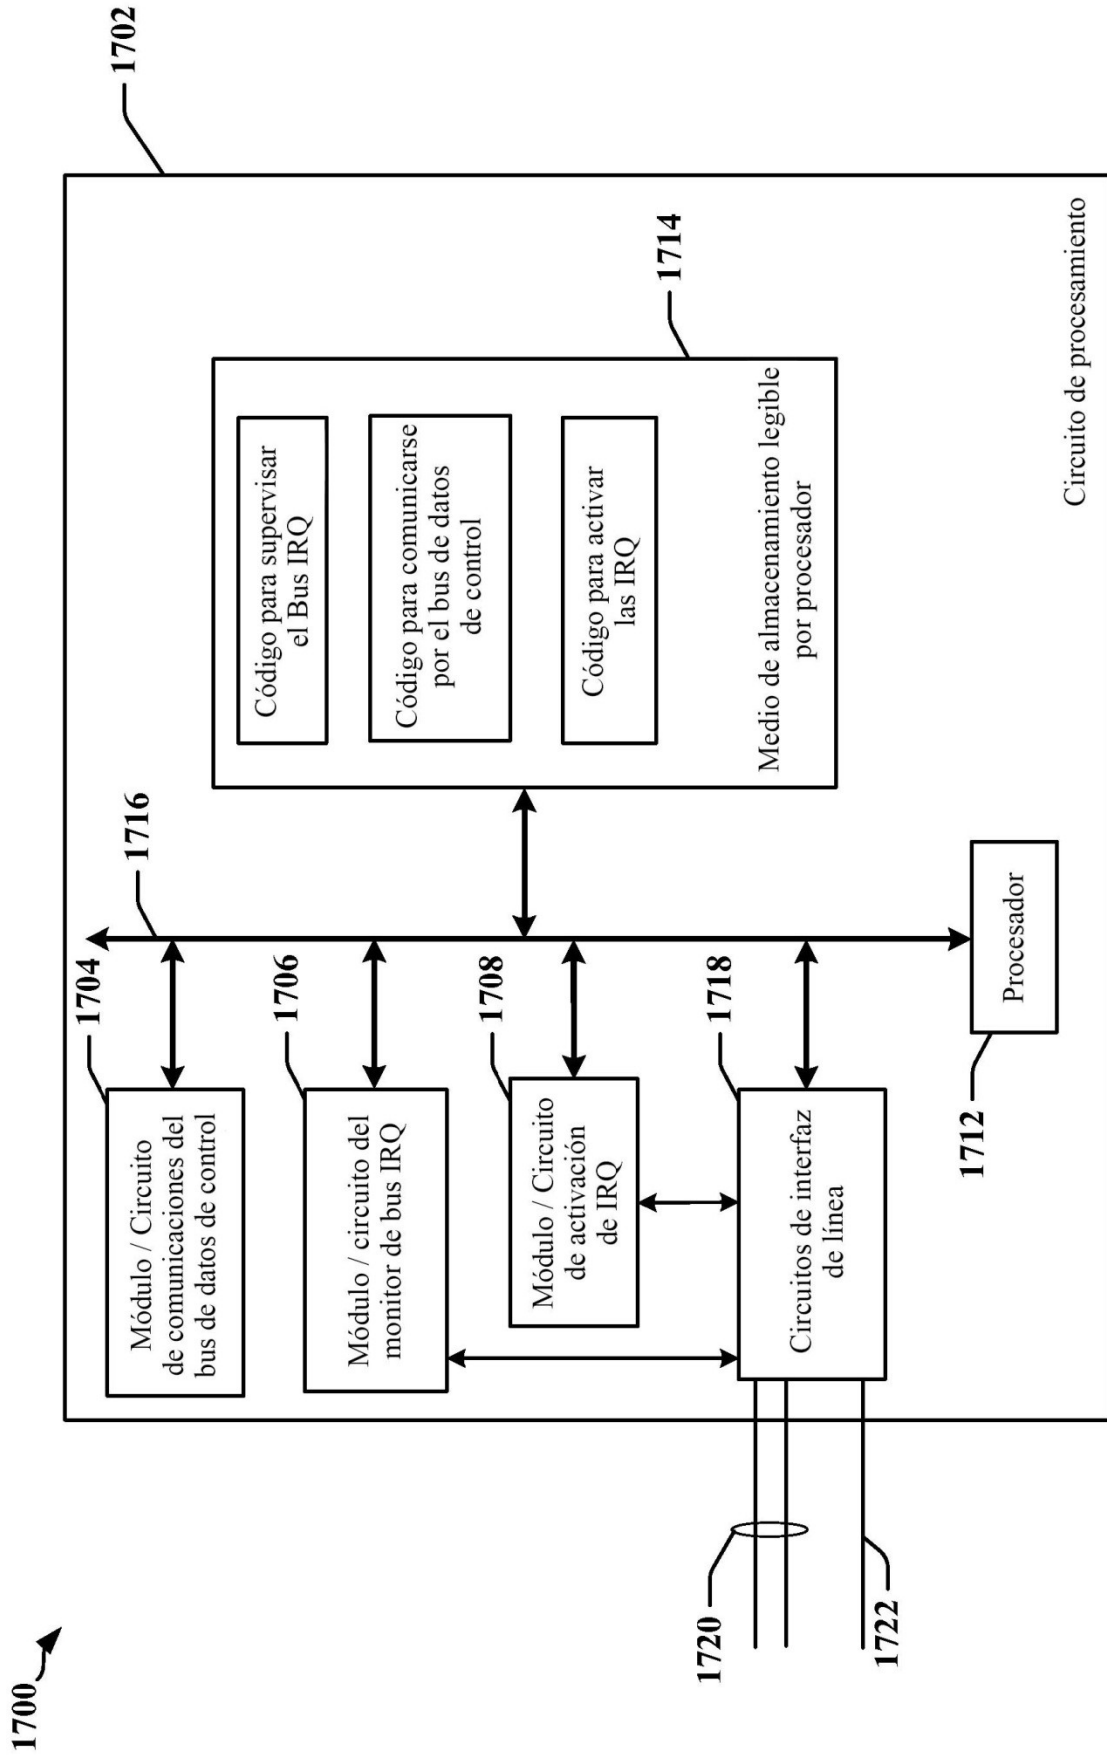 1700
1702
1704
Módulo / Circuito
de comunicaciones del
bus de datos de control
1706
Módulo / circuito del
monitor de bus IRQ
1708
Módulo / Circuito
de activación
de IRQ
1718
Circuitos de interfaz
de línea
1720
1722
1716
1712
Procesador
1714
Código para supervisar
el Bus IRQ
Código para comunicarse
por el bus de datos
de control
Código para activar
las IRQ
Medio de almacenamiento legible
por procesador
Circuito de procesamiento